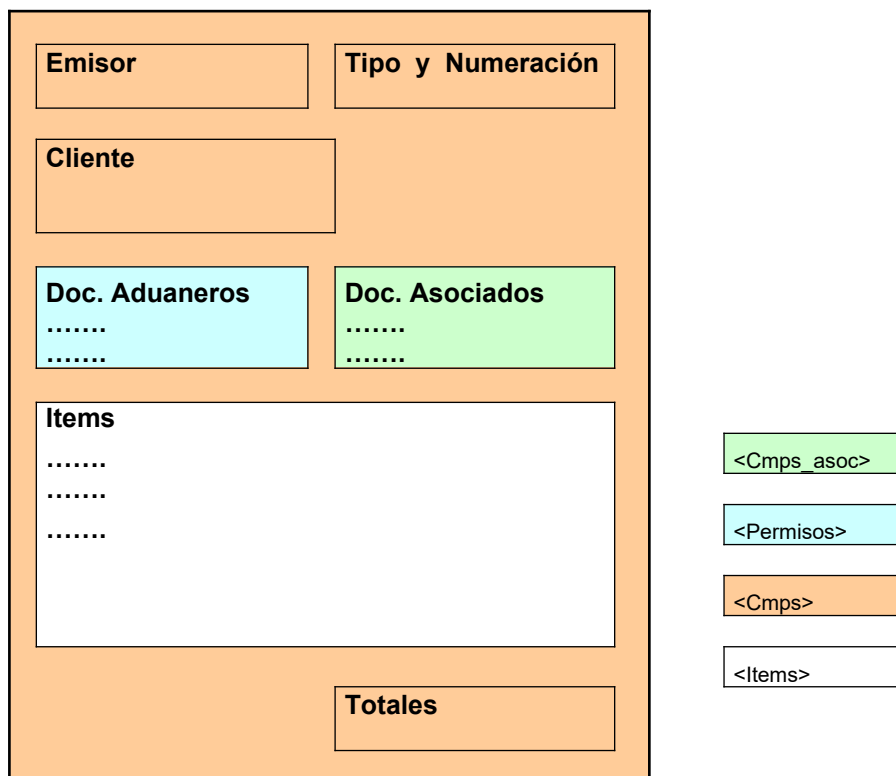 Emisor
Tipo y Numeración
Cliente
Doc. Aduaneros
…….
…….
Doc. Asociados
…….
…….
Items
…….
…….
…….
Totales
<Cmps_asoc>
<Permisos>
<Cmps>
<Items>